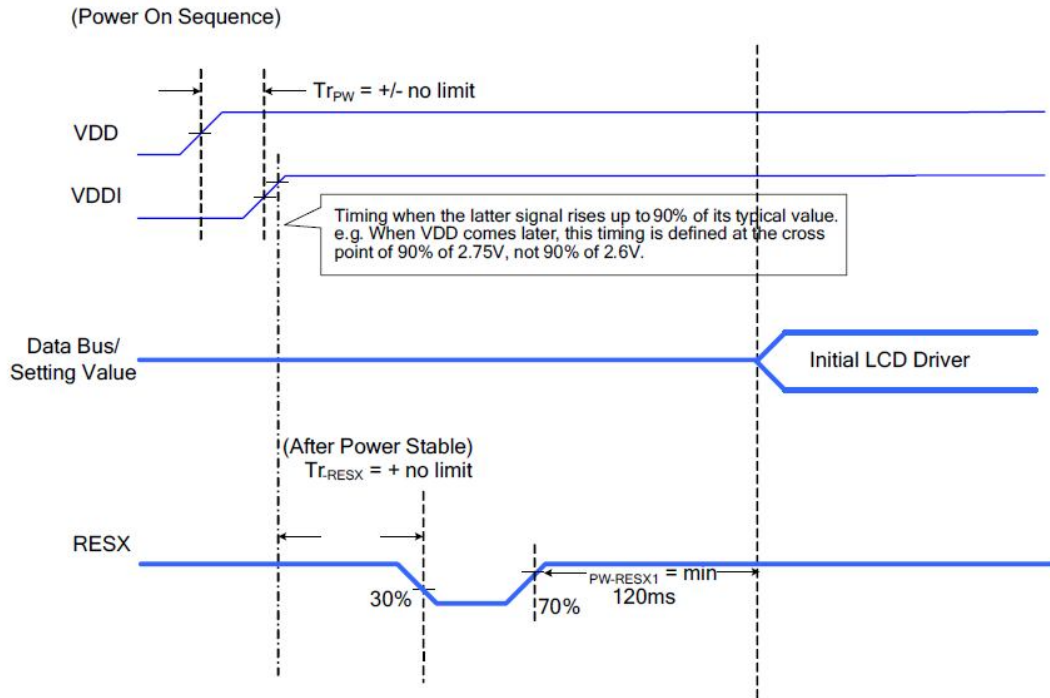 (Power On Sequence)
TrPW = +/- no limit
VDD
VDDI
Timing when the latter signal rises up to 90% of its typical value.
e.g. When VDD comes later, this timing is defined at the cross
point of 90% of 2.75V, not 90% of 2.6V.
Data Bus/
Setting Value
Initial LCD Driver
(After Power Stable)
Tr-RESX = + no limit
RESX
30%
70%
PW-RESX1 = min
120ms